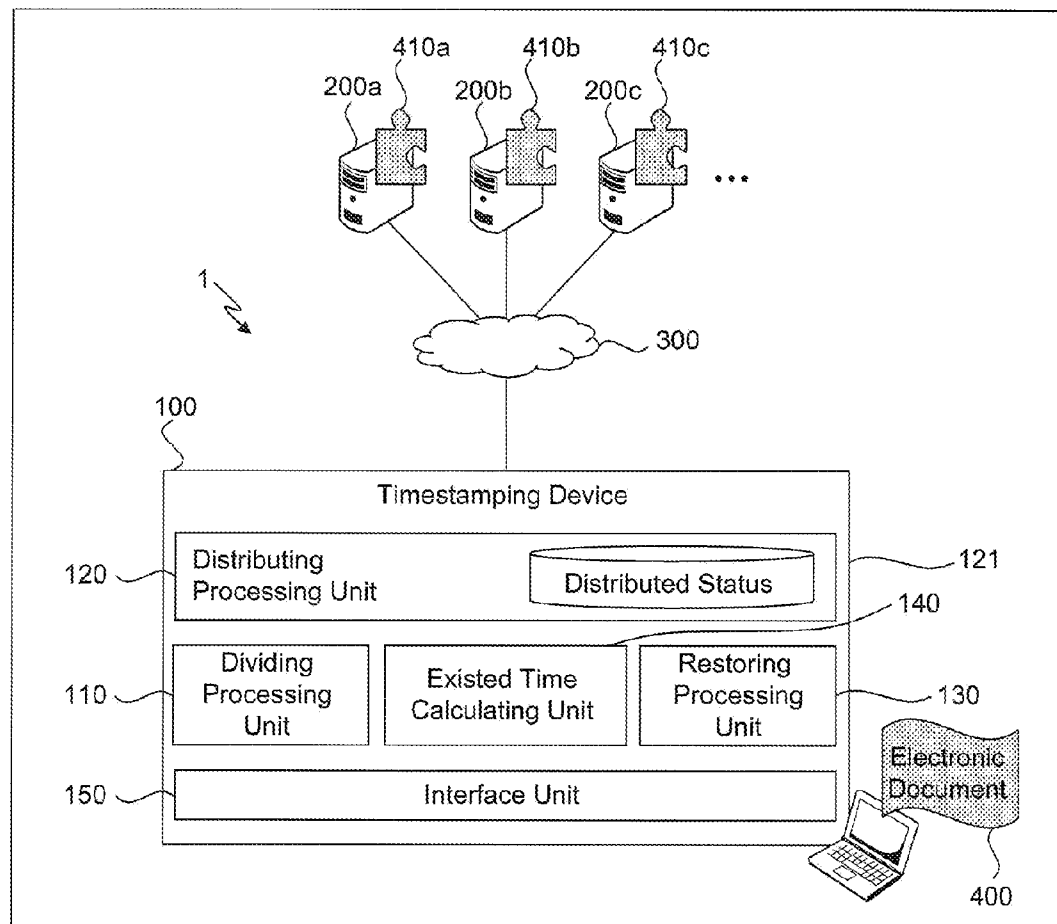 410a 410b 410c
200a 200b 200c
...
1
300
100
Timestamping Device
120
Distributing
Processing Unit
Distributed Status
121
140
110
Dividing
Processing
Unit
Existed Time
Calculating Unit
Restoring
Processing
Unit
130
Electronic
Document
150
Interface Unit
400